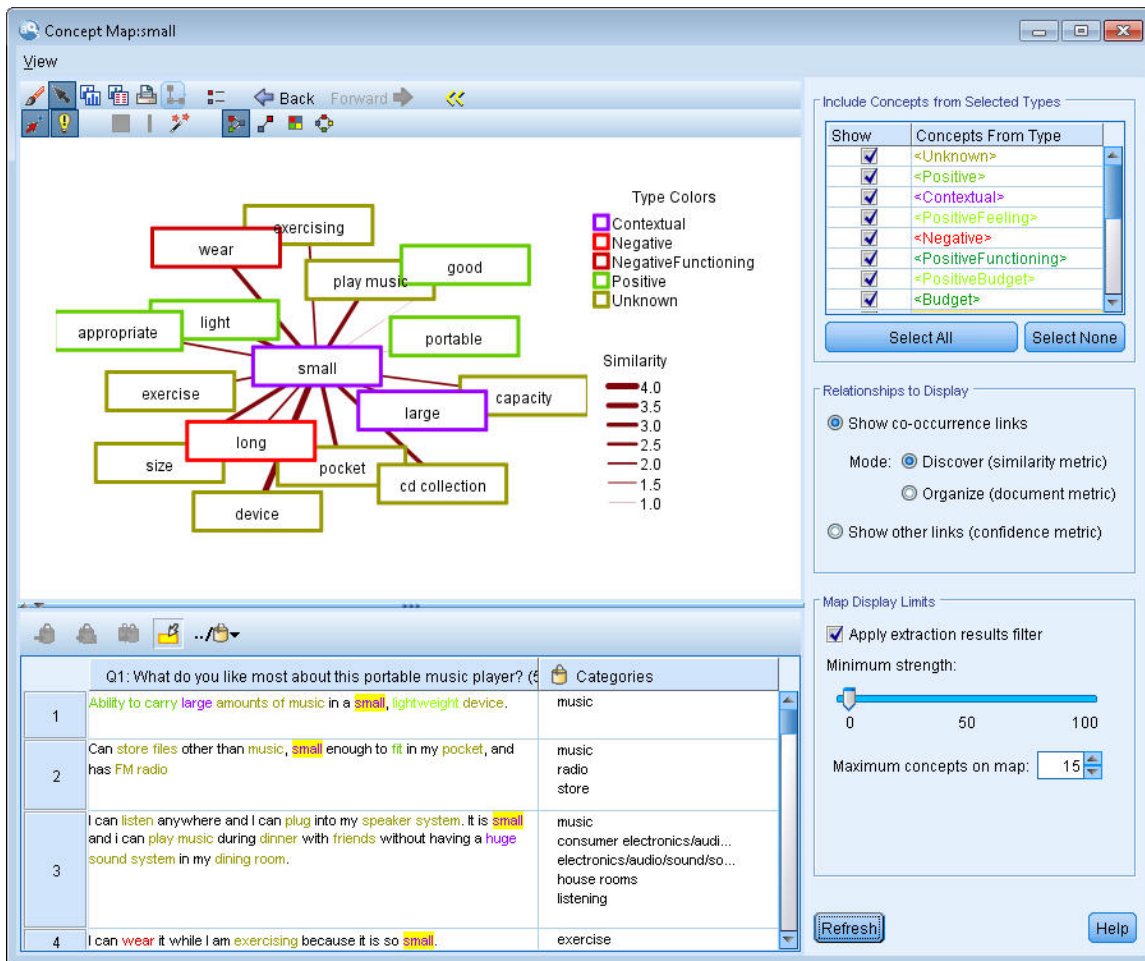 Concept Map:small
View
Back Forward
exercising
wear
good
play music
light
portable
appropriate
small
exercise
capacity
large
long
size
pocket
cd collection
device
Type Colors
Contextual
Negative
NegativeFunctioning
Positive
Unknown
Similarity
4.0
3.5
3.0
2.5
2.0
1.5
1.0
../
Q1: What do you like most about this portable music player? (5
Categories
1
Ability to carry large amounts of music in a small, lightweight device.
music
2
Can store files other than music, small enough to fit in my pocket, and
has FM radio
music
radio
store
3
I can listen anywhere and I can plug into my speaker system. It is small
and i can play music during dinner with friends without having a huge
sound system in my dining room.
music
consumer electronics/audi...
electronics/audio/sound/so...
house rooms
listening
4
I can wear it while I am exercising because it is so small.
exercise
Include Concepts from Selected Types
Show Concepts From Type
<Unknown>
<Positive>
<Contextual>
<PositiveFeeling>
<Negative>
<PositiveFunctioning>
<PositiveBudget>
<Budget>
Select All Select None
Relationships to Display
Show co-occurrence links
Mode: Discover (similarity metric)
Organize (document metric)
Show other links (confidence metric)
Map Display Limits
Apply extraction results filter
Minimum strength:
0 50 100
Maximum concepts on map: 15
Refresh Help